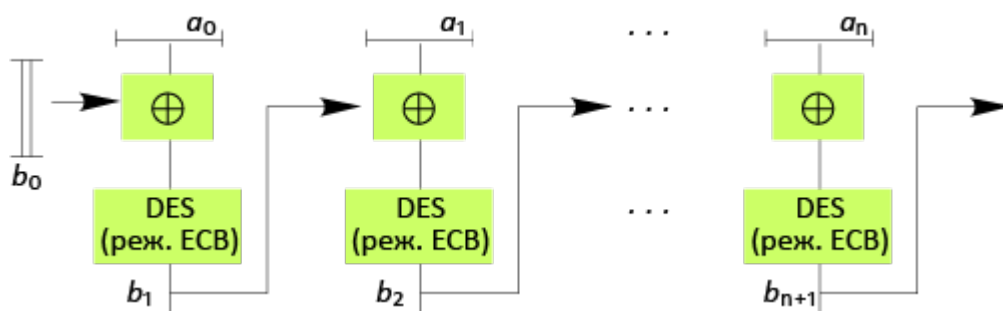 a₀ a₁ . . . aₙ
⊕ ⊕ . . . ⊕
b₀
DES DES . . . DES
(реж. ECB) (реж. ECB) (реж. ECB)
b₁ b₂ bₙ₊₁